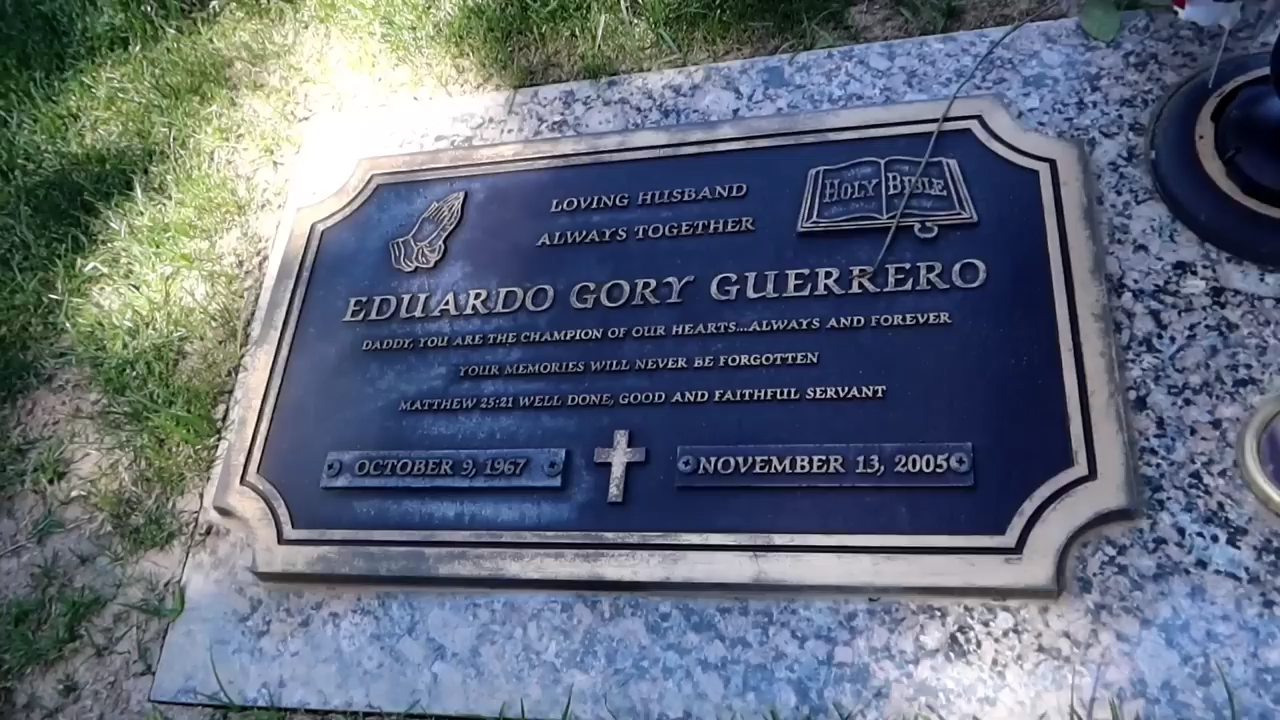 LOVING HUSBAND
ALWAYS TOGETHER
HOLY BIBLE
EDUARDO GORY GUERRERO
DADDY, YOU ARE THE CHAMPION OF OUR HEARTS...ALWAYS AND FOREVER
YOUR MEMORIES WILL NEVER BE FORGOTTEN
MATTHEW 25:21 WELL DONE, GOOD AND FAITHFUL SERVANT
OCTOBER 9, 1967
NOVEMBER 13, 2005